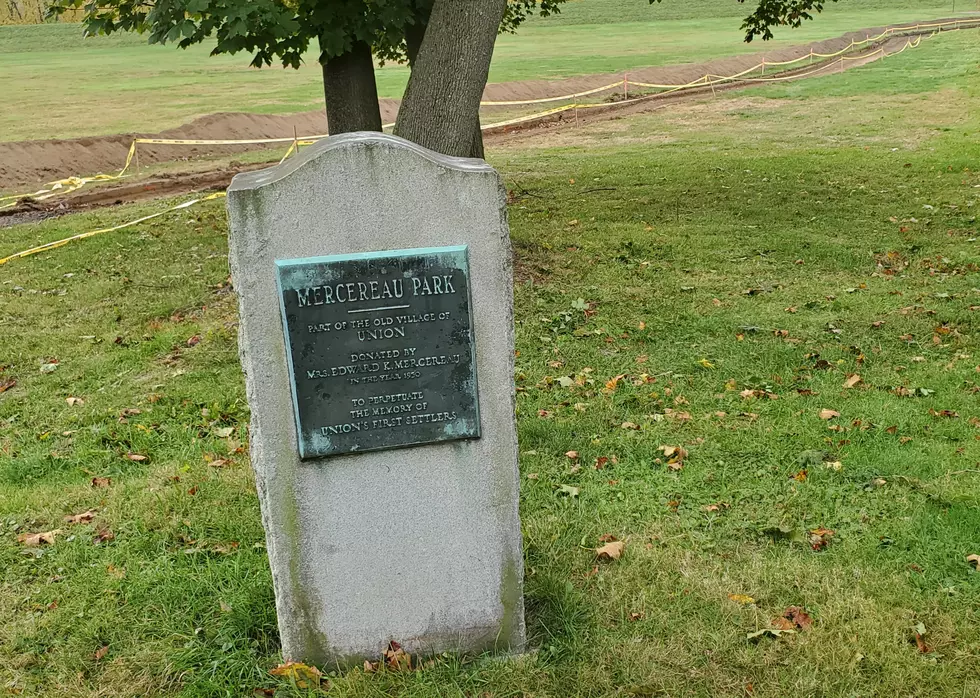 MERCEREAU PARK
PART OF THE OLD VILLAGE OF
UNION
DONATED BY
MRS. EDWARD K. MERCEREAU
IN THE YEAR 1930
TO PERPETUATE
THE MEMORY OF
UNION'S FIRST SETTLERS